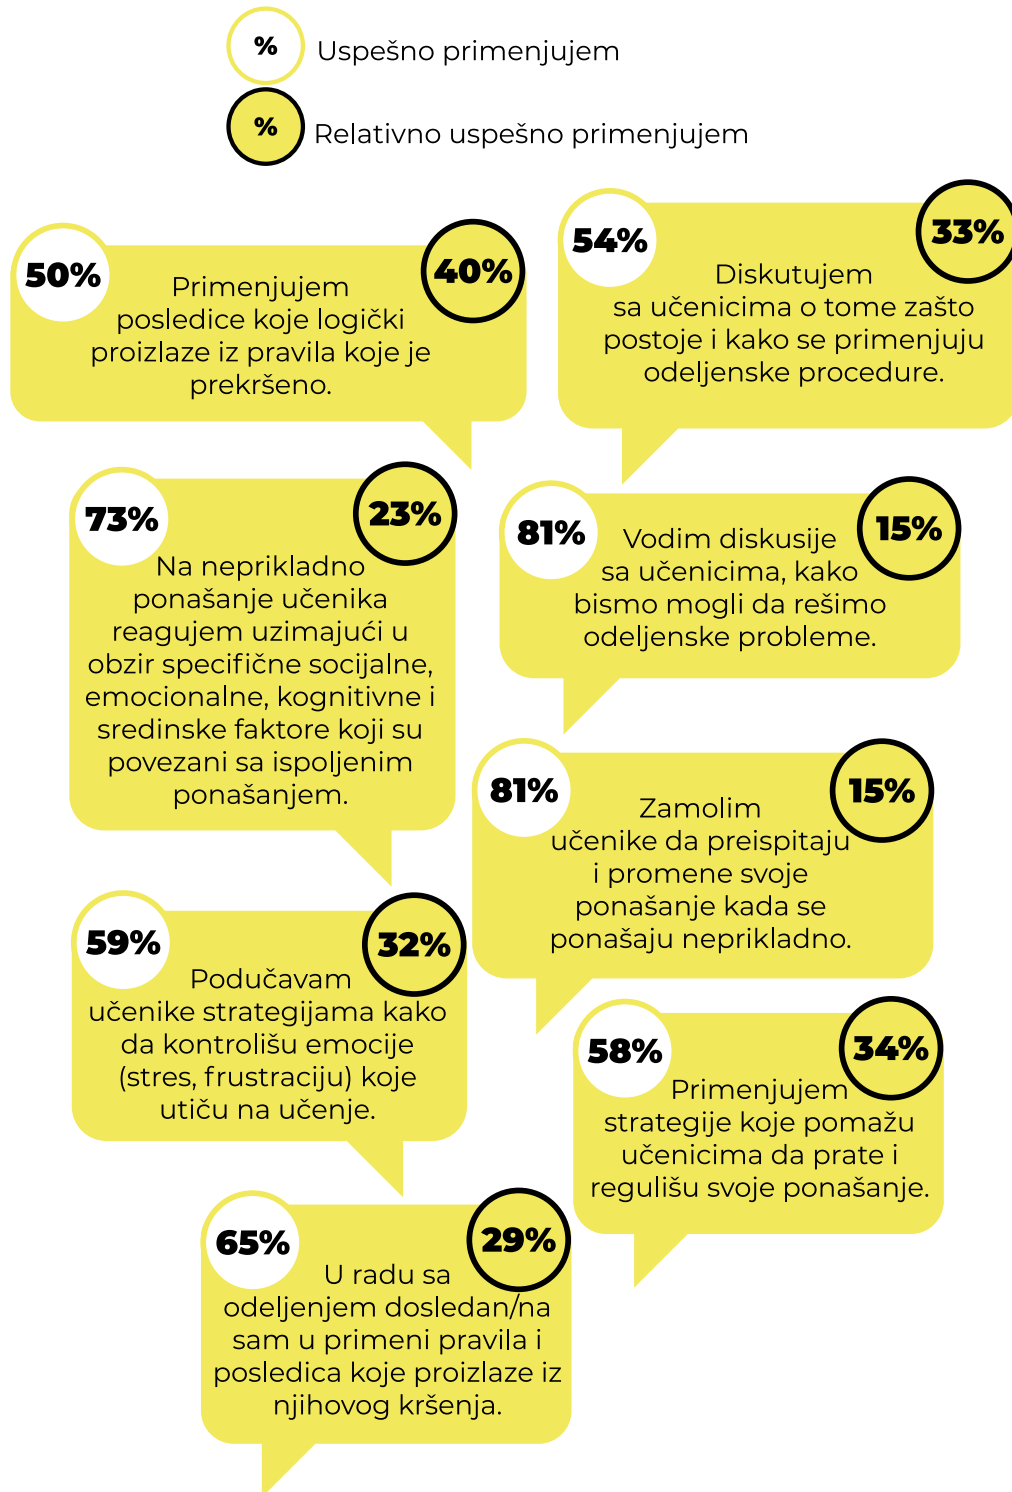 % Uspešno primenjujem
% Relativno uspešno primenjujem
50%
40%
Primenjujem
posledice koje logički
proizlaze iz pravila koje je
prekršeno.
54%
33%
Diskutujem
sa učenicima o tome zašto
postoje i kako se primenjuju
odeljenske procedure.
73%
23%
Na neprikladno
ponašanje učenika
reagujem uzimajući u
obzir specifične socijalne,
emocionalne, kognitivne i
sredinske faktore koji su
povezani sa ispoljenim
ponašanjem.
81%
15%
Vodim diskusije
sa učenicima, kako
bismo mogli da rešimo
odeljenske probleme.
81%
15%
Zamolim
učenike da preispitaju
i promene svoje
ponašanje kada se
ponašaju neprikladno.
59%
32%
Podučavam
učenike strategijama kako
da kontrolišu emocije
(stres, frustraciju) koje
utiču na učenje.
58%
34%
Primenjujem
strategije koje pomažu
učenicima da prate i
regulišu svoje ponašanje.
65%
29%
U radu sa
odeljenjem dosledan/na
sam u primeni pravila i
posledica koje proizlaze iz
njihovog kršenja.